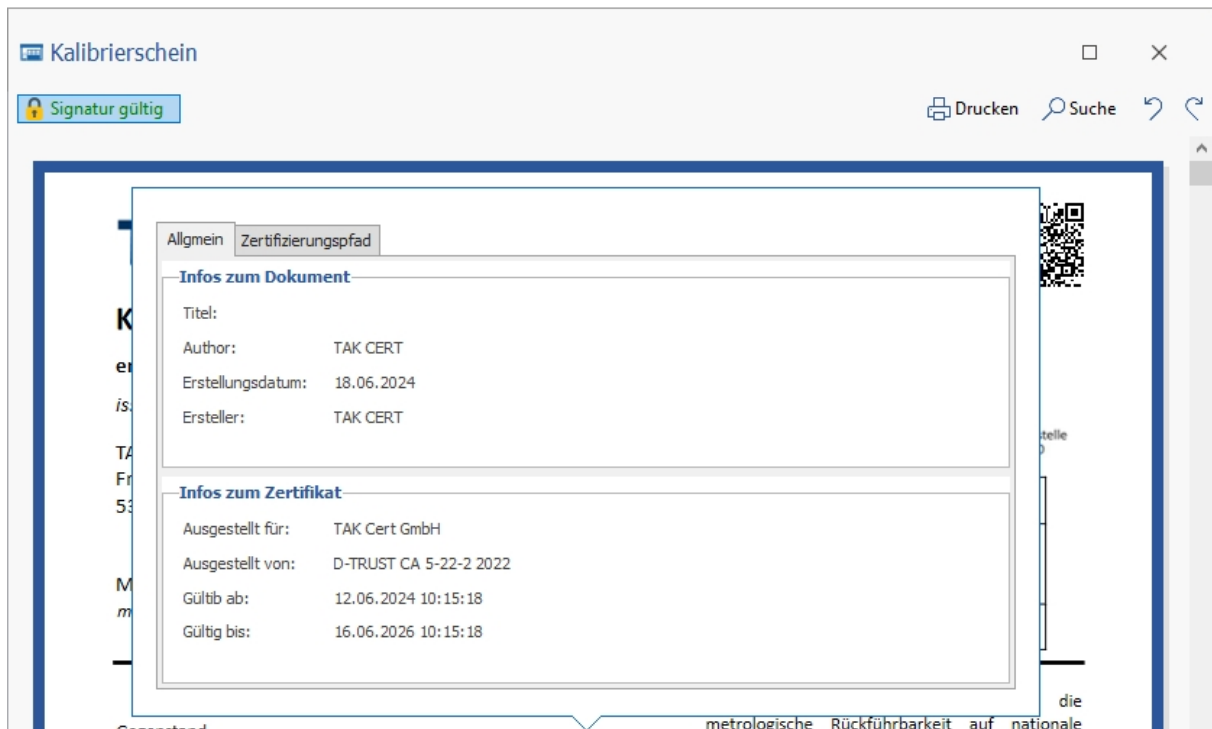 Kalibrierschein
Signatur gültig
Drucken Suche
Allgmein Zertifizierungspfad
Infos zum Dokument
Titel:
Author: TAK CERT
Erstellungsdatum: 18.06.2024
Ersteller: TAK CERT
Infos zum Zertifikat
Ausgestellt für: TAK Cert GmbH
Ausgestellt von: D-TRUST CA 5-22-2 2022
Gültib ab: 12.06.2024 10:15:18
Gültig bis: 16.06.2026 10:15:18
die
metrologische Rückführbarkeit auf nationale
Gegenstand